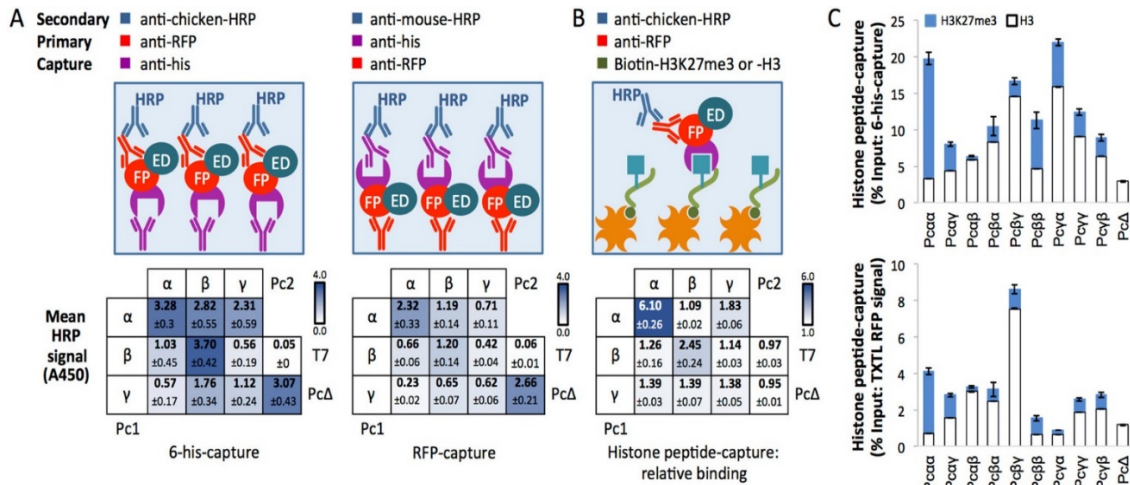 A
Secondary anti-chicken-HRP anti-mouse-HRP
Primary anti-RFP anti-his
Capture anti-his anti-RFP
HRP HRP HRP
ED ED ED
FP FP FP
HRP HRP HRP
FP ED FP ED FP ED
Mean HRP signal (A450)
α β γ Pc2
α 3.28 ±0.3 2.82 ±0.55 2.31 ±0.59
β 1.03 ±0.45 3.70 ±0.42 0.56 ±0.19 0.05 ±0 T7
γ 0.57 ±0.17 1.76 ±0.34 1.12 ±0.24 3.07 ±0.43 PcΔ
Pc1
4.0
0.0
6-his-capture
α β γ Pc2
α 2.32 ±0.33 1.19 ±0.14 0.71 ±0.11
β 0.66 ±0.06 1.20 ±0.14 0.42 ±0.04 0.06 ±0.01 T7
γ 0.23 ±0.02 0.65 ±0.07 0.62 ±0.06 2.66 ±0.21 PcΔ
4.0
0.0
RFP-capture
B
anti-chicken-HRP
anti-RFP
Biotin-H3K27me3 or -H3
HRP
ED
FP
α β γ Pc2
α 6.10 ±0.26 1.09 ±0.02 1.83 ±0.06
β 1.26 ±0.16 2.45 ±0.24 1.14 ±0.03 0.97 ±0.03 T7
γ 1.39 ±0.03 1.39 ±0.07 1.38 ±0.05 0.95 ±0.01 PcΔ
6.0
1.0
Histone peptide-capture:
relative binding
C
H3K27me3 H3
Histone peptide-capture
(% Input: 6-his-capture)
25
20
15
10
5
0
Pcαα Pcαγ Pcαβ Pcβα Pcβγ Pcββ Pcγα Pcγγ Pcγβ PcΔ
Histone peptide-capture
(% Input: TXTL RFP signal)
10
8
6
4
2
0
Pcαα Pcαγ Pcαβ Pcβα Pcβγ Pcββ Pcγα Pcγγ Pcγβ PcΔ